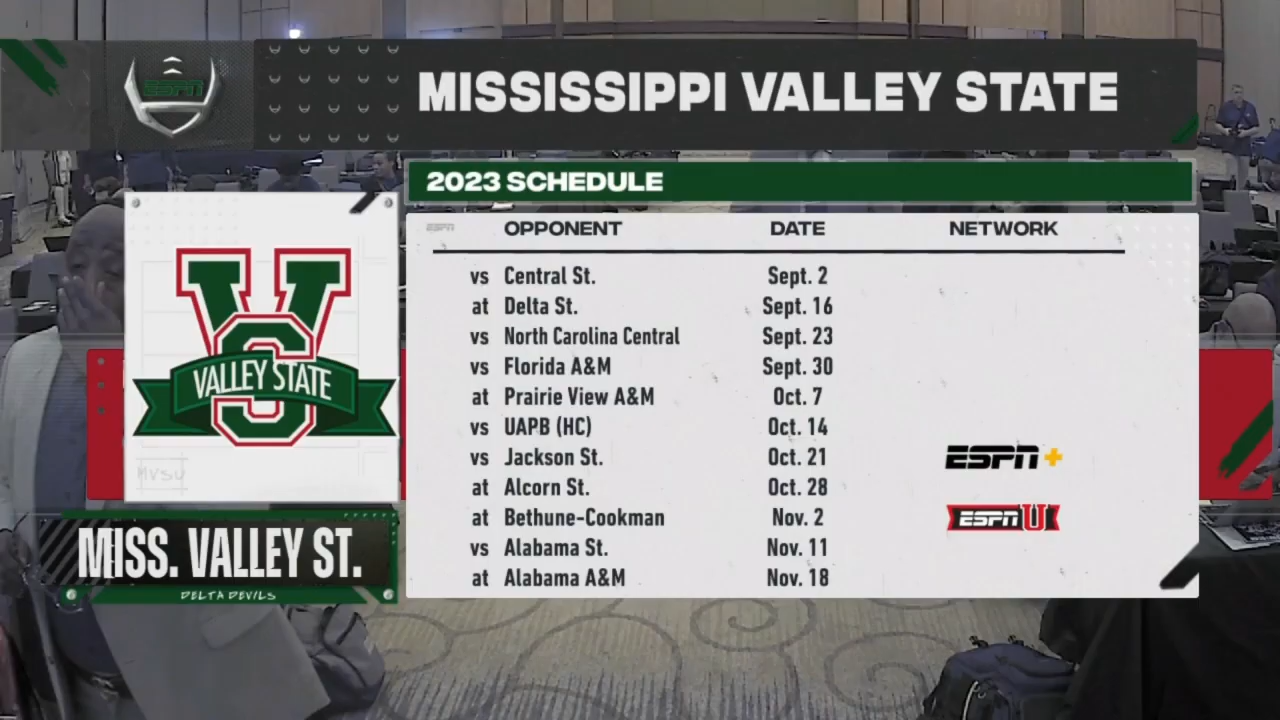 ESPN
MISSISSIPPI VALLEY STATE
2023 SCHEDULE
ESPN OPPONENT DATE NETWORK
vs Central St. Sept. 2
at Delta St. Sept. 16
vs North Carolina Central Sept. 23
vs Florida A&M Sept. 30
at Prairie View A&M Oct. 7
vs UAPB (HC) Oct. 14
vs Jackson St. Oct. 21 ESPN+
at Alcorn St. Oct. 28
at Bethune-Cookman Nov. 2 ESPNU
vs Alabama St. Nov. 11
at Alabama A&M Nov. 18
VS
VALLEY STATE
MVSU
MISS. VALLEY ST.
DELTA DEVILS